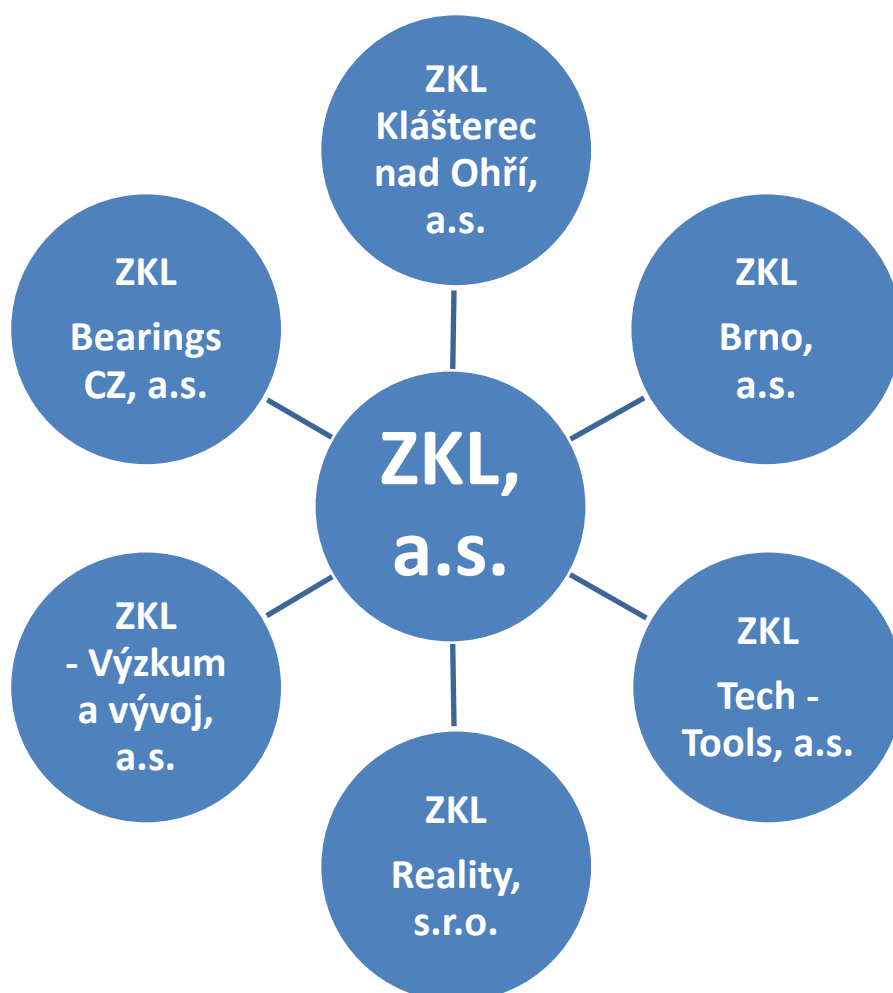 ZKL
Klášterec
nad Ohří,
a.s.
ZKL
Bearings
CZ, a.s.
ZKL
Brno,
a.s.
ZKL,
a.s.
ZKL
- Výzkum
a vývoj,
a.s.
ZKL
Tech -
Tools, a.s.
ZKL
Reality,
s.r.o.